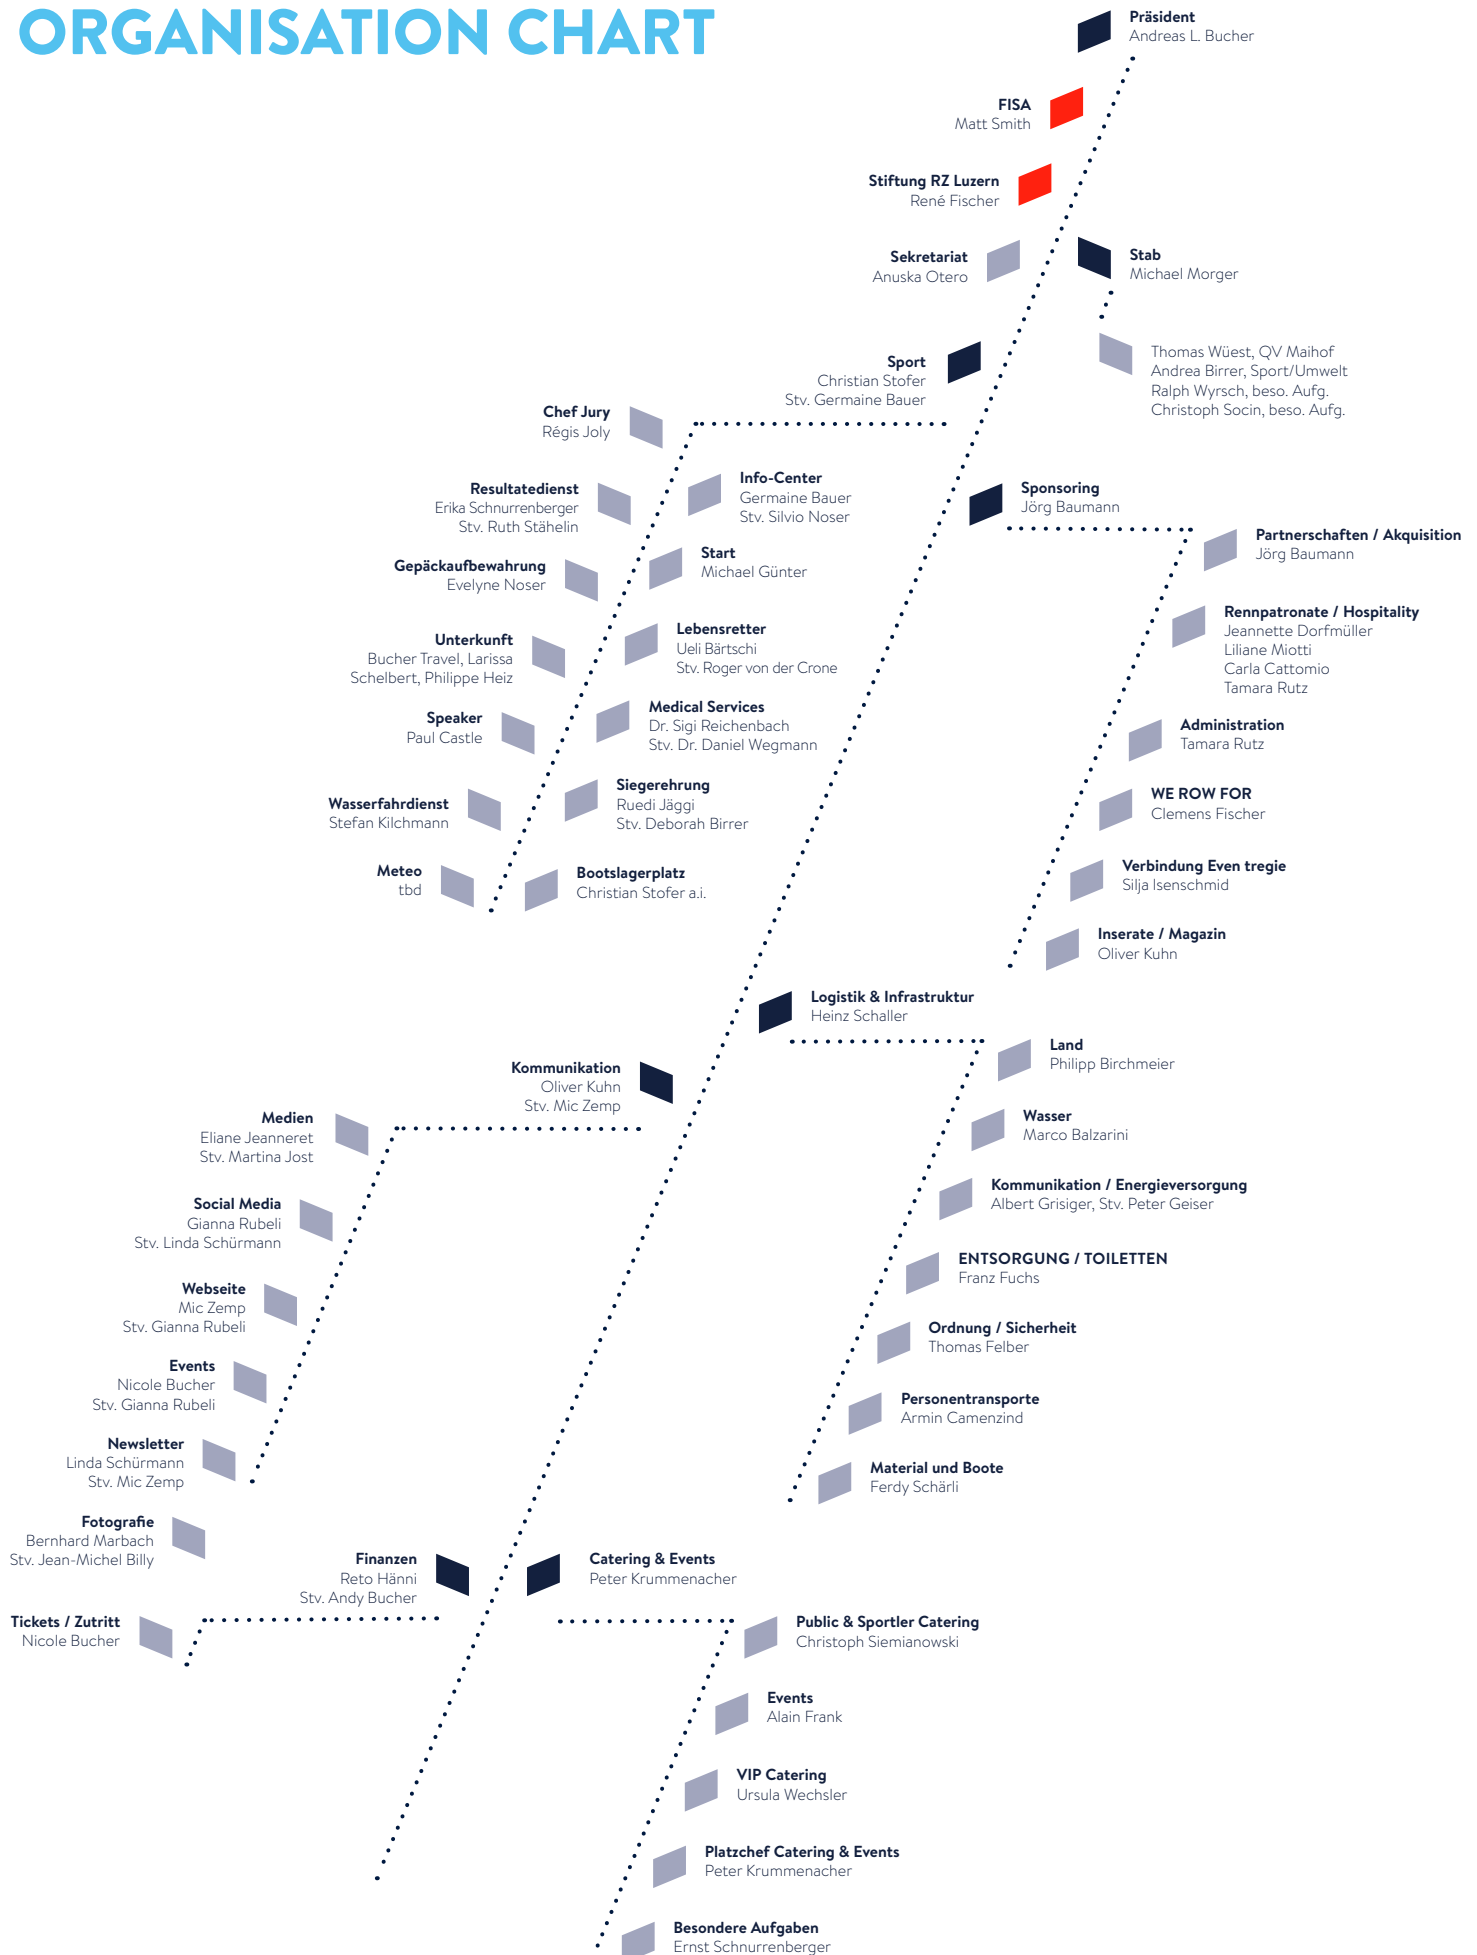 ORGANISATION CHART
Präsident
Andreas L. Bucher
FISA
Matt Smith
Stiftung RZ Luzern
René Fischer
Sekretariat
Anuska Otero
Stab
Michael Morger
Thomas Wüest, QV Maihof
Andrea Birrer, Sport/Umwelt
Ralph Wyrsch, beso. Aufg.
Christoph Socin, beso. Aufg.
Sport
Christian Stofer
Stv. Germaine Bauer
Chef Jury
Régis Joly
Resultatedienst
Erika Schnurrenberger
Stv. Ruth Stähelin
Gepäckaufbewahrung
Evelyne Noser
Unterkunft
Bucher Travel, Larissa
Schelbert, Philippe Heiz
Speaker
Paul Castle
Wasserfahrdienst
Stefan Kilchmann
Meteo
tbd
Info-Center
Germaine Bauer
Stv. Silvio Noser
Start
Michael Günter
Lebensretter
Ueli Bärtschi
Stv. Roger von der Crone
Medical Services
Dr. Sigi Reichenbach
Stv. Dr. Daniel Wegmann
Siegerehrung
Ruedi Jäggi
Stv. Deborah Birrer
Bootslagerplatz
Christian Stofer a.i.
Sponsoring
Jörg Baumann
Partnerschaften / Akquisition
Jörg Baumann
Rennpatronate / Hospitality
Jeannette Dorfmüller
Liliane Miotti
Carla Cattomio
Tamara Rutz
Administration
Tamara Rutz
WE ROW FOR
Clemens Fischer
Verbindung Even tregie
Silja Isenschmid
Inserate / Magazin
Oliver Kuhn
Logistik & Infrastruktur
Heinz Schaller
Land
Philipp Birchmeier
Wasser
Marco Balzarini
Kommunikation / Energieversorgung
Albert Grisiger, Stv. Peter Geiser
ENTSORGUNG / TOILETTEN
Franz Fuchs
Ordnung / Sicherheit
Thomas Felber
Personentransporte
Armin Camenzind
Material und Boote
Ferdy Schärli
Kommunikation
Oliver Kuhn
Stv. Mic Zemp
Medien
Eliane Jeanneret
Stv. Martina Jost
Social Media
Gianna Rubeli
Stv. Linda Schürmann
Webseite
Mic Zemp
Stv. Gianna Rubeli
Events
Nicole Bucher
Stv. Gianna Rubeli
Newsletter
Linda Schürmann
Stv. Mic Zemp
Fotografie
Bernhard Marbach
Stv. Jean-Michel Billy
Finanzen
Reto Hänni
Stv. Andy Bucher
Tickets / Zutritt
Nicole Bucher
Catering & Events
Peter Krummenacher
Public & Sportler Catering
Christoph Siemianowski
Events
Alain Frank
VIP Catering
Ursula Wechsler
Platzchef Catering & Events
Peter Krummenacher
Besondere Aufgaben
Ernst Schnurrenberger